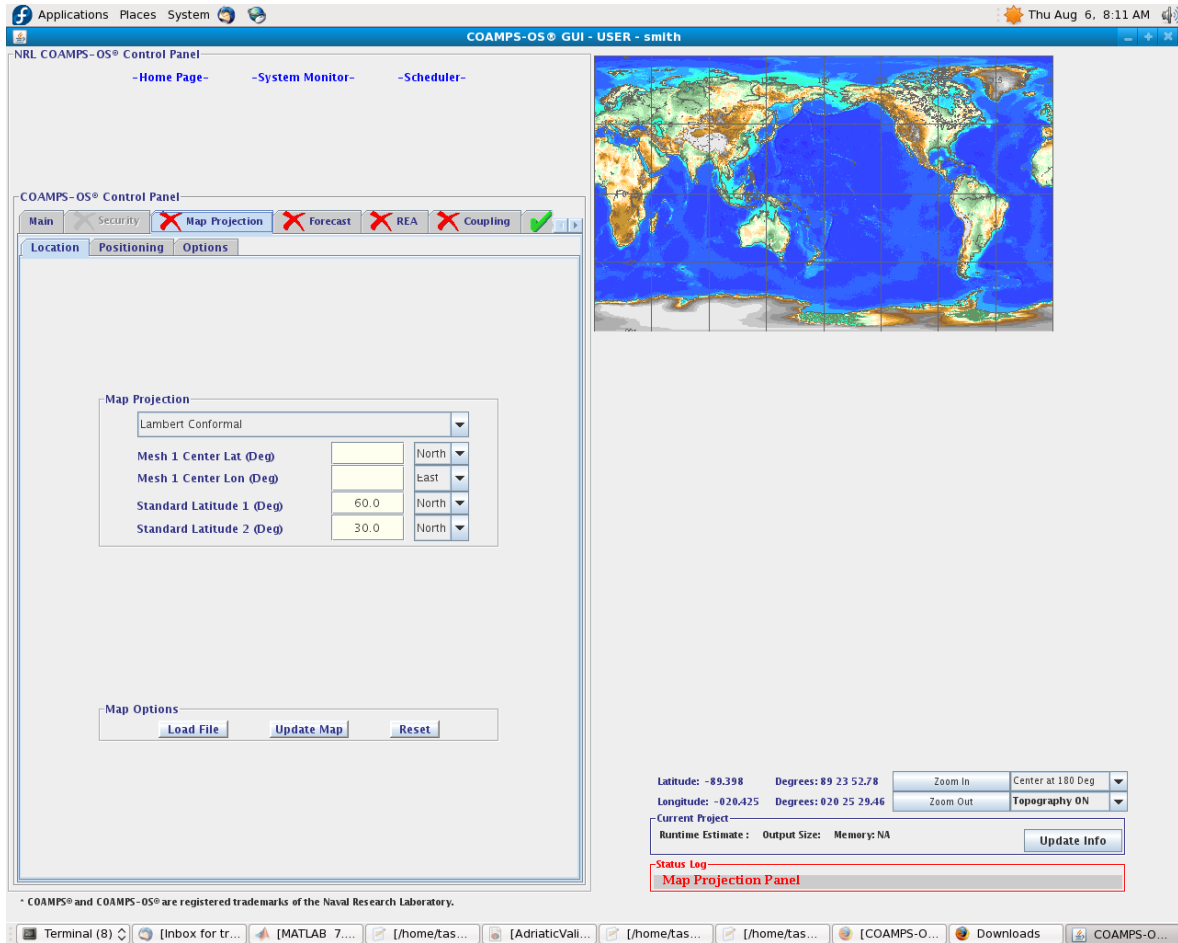 Applications Places System
Thu Aug 6, 8:11 AM
COAMPS-OS® GUI - USER - smith
NRL COAMPS-OS® Control Panel
-Home Page- -System Monitor- -Scheduler-
COAMPS-OS® Control Panel
Main Security Map Projection Forecast REA Coupling
Location Positioning Options
Map Projection
Lambert Conformal
Mesh 1 Center Lat (Deg) North
Mesh 1 Center Lon (Deg) East
Standard Latitude 1 (Deg) 60.0 North
Standard Latitude 2 (Deg) 30.0 North
Map Options
Load File Update Map Reset
Latitude: -89.398 Degrees: 89 23 52.78 Zoom In Center at 180 Deg
Longitude: -020.425 Degrees: 020 25 29.46 Zoom Out Topography ON
Current Project
Runtime Estimate : Output Size: Memory: NA
Update Info
Status Log
Map Projection Panel
* COAMPS® and COAMPS-OS® are registered trademarks of the Naval Research Laboratory.
Terminal (8) [Inbox for tr... [MATLAB 7.... [/home/tas... [AdriaticVali... [/home/tas... [/home/tas... [COAMPS-O... Downloads COAMPS-O...